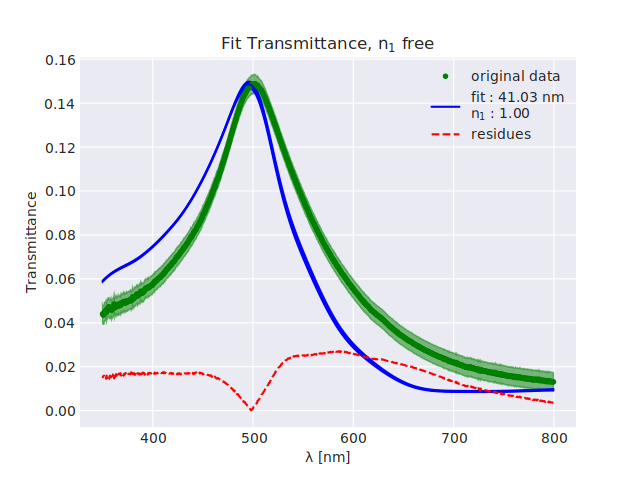 Fit Transmittance, n₁ free
0.16
0.14
0.12
0.10
0.08
0.06
0.04
0.02
0.00
Transmittance
original data
fit : 41.03 nm
n₁ : 1.00
residues
400 500 600 700 800
λ [nm]